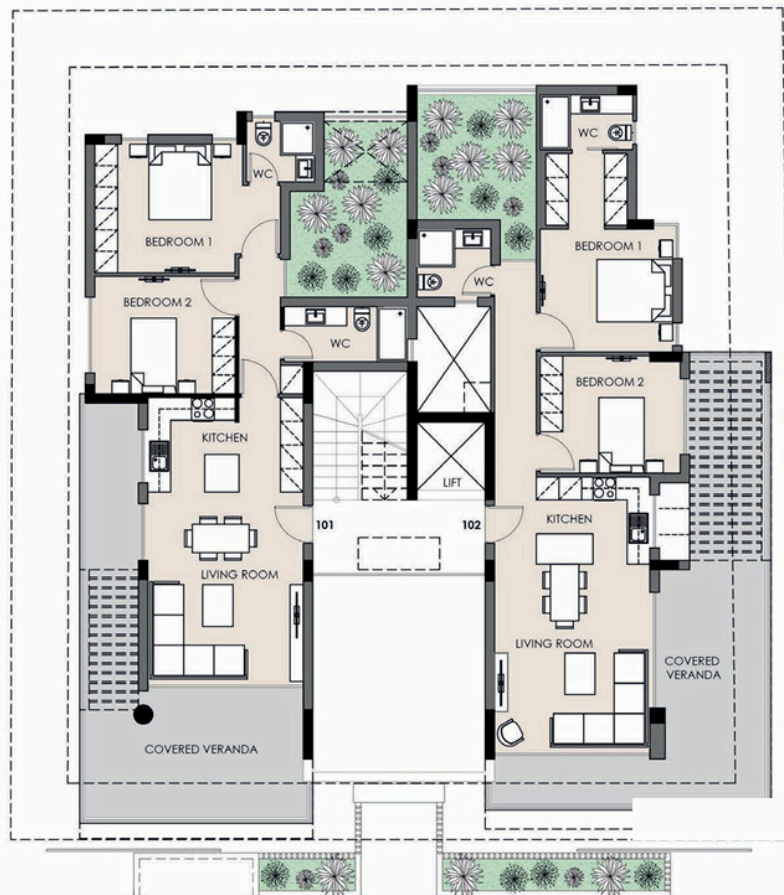 WC
WC
BEDROOM 1
BEDROOM 1
WC
BEDROOM 2
WC
BEDROOM 2
KITCHEN
LIFT
101
102
KITCHEN
LIVING ROOM
LIVING ROOM
COVERED
VERANDA
COVERED VERANDA